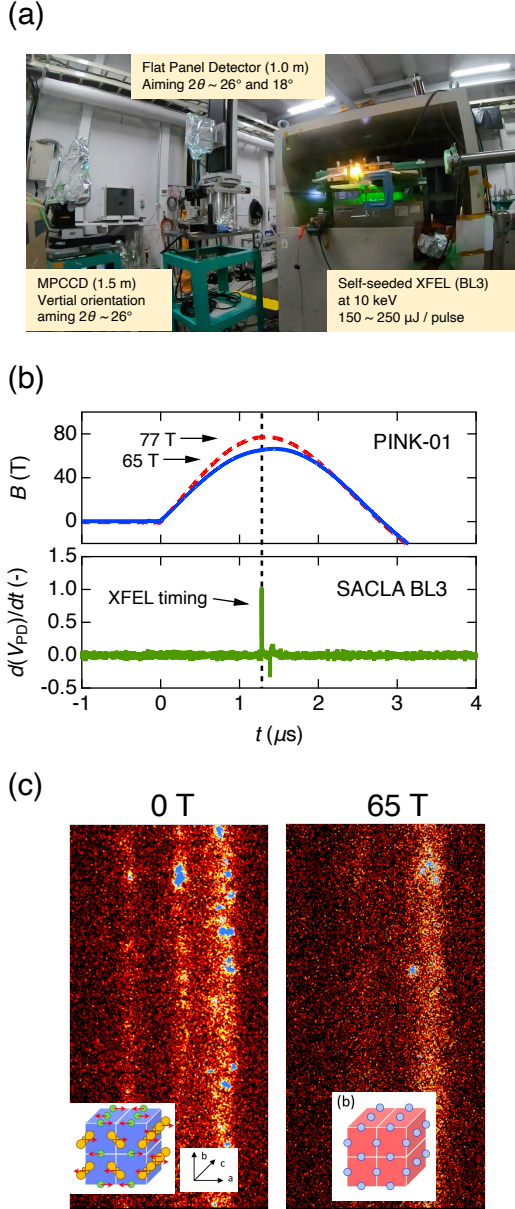 (a)
Flat Panel Detector (1.0 m)
Aiming 2θ ~ 26° and 18°
MPCCD (1.5 m)
Vertial orientation
aming 2θ ~26°
Self-seeded XFEL (BL3)
at 10 keV
150 ~ 250 μJ / pulse
(b)
80
40
0
B (T)
77 T
65 T
PINK-01
1.5
1.0
0.5
0.0
-0.5
d(V_PD)/dt (-)
XFEL timing
SACLA BL3
-1 0 1 2 3 4
t (μs)
(c)
0 T
65 T
b
c
a
(b)